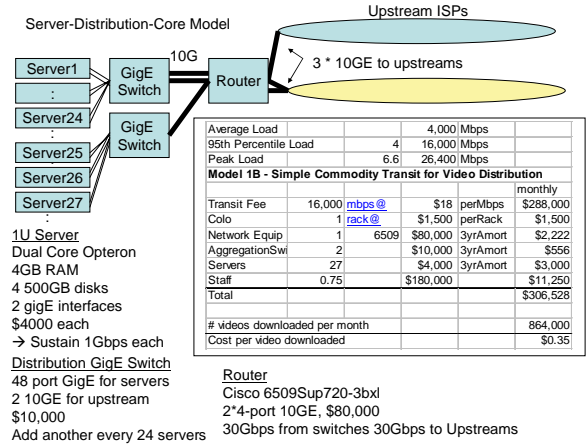 Server-Distribution-Core Model
Upstream ISPs
10G
3 * 10GE to upstreams
Server1
:
Server24
:
Server25
Server26
Server27
:
GigE
Switch
GigE
Switch
Router
Average Load 4,000 Mbps
95th Percentile Load 4 16,000 Mbps
Peak Load 6.6 26,400 Mbps
Model 1B - Simple Commodity Transit for Video Distribution
monthly
Transit Fee 16,000 mbps@ $18 perMbps $288,000
Colo 1 rack@ $1,500 perRack $1,500
Network Equip 1 6509 $80,000 3yrAmort $2,222
AggregationSwi 2 $10,000 3yrAmort $556
Servers 27 $4,000 3yrAmort $3,000
Staff 0.75 $180,000 $11,250
Total $306,528
# videos downloaded per month 864,000
Cost per video downloaded $0.35
1U Server
Dual Core Opteron
4GB RAM
4 500GB disks
2 gigE interfaces
$4000 each
→ Sustain 1Gbps each
Distribution GigE Switch
48 port GigE for servers
2 10GE for upstream
$10,000
Add another every 24 servers
Router
Cisco 6509Sup720-3bxl
2*4-port 10GE, $80,000
30Gbps from switches 30Gbps to Upstreams